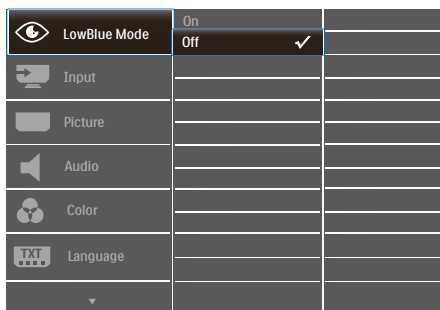 LowBlue Mode
On
Off
Input
Picture
Audio
Color
TXT
Language